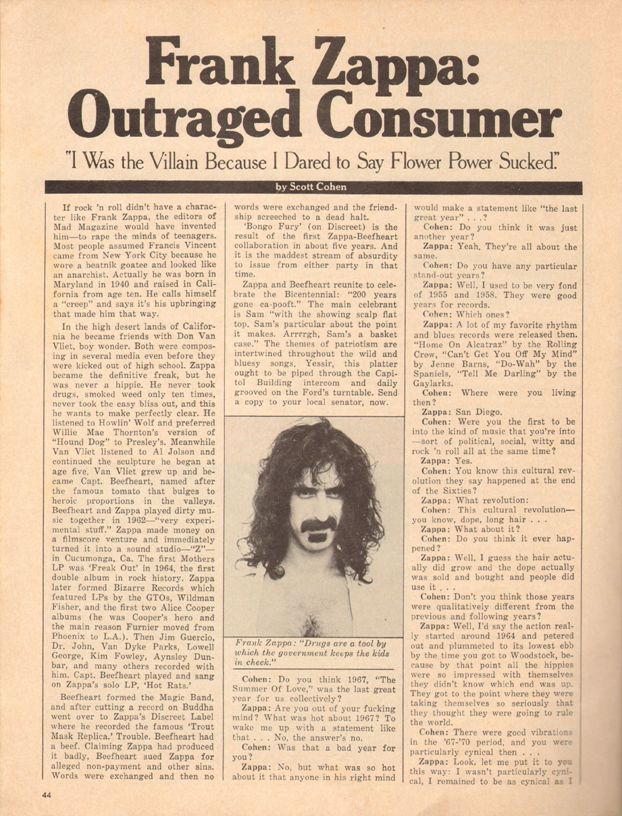 Frank Zappa:
Outraged Consumer
"I Was the Villain Because I Dared to Say Flower Power Sucked."
by Scott Cohen
If rock 'n roll didn't have a charac-
ter like Frank Zappa, the editors of
Mad Magazine would have invented
him—to rape the minds of teenagers.
Most people assumed Francis Vincent
came from New York City because he
wore a beatnik goatee and looked like
an anarchist. Actually he was born in
Maryland in 1940 and raised in Cali-
fornia from age ten. He calls himself
a "creep" and says it's his upbringing
that made him that way.
In the high desert lands of Califor-
nia he became friends with Don Van
Vliet, boy wonder. Both were compos-
ing in several media even before they
were kicked out of high school. Zappa
became the definitive freak, but he
was never a hippie. He never took
drugs, smoked weed only ten times,
never took the easy bliss out, and this
he wants to make perfectly clear. He
listened to Howlin' Wolf and preferred
Willie Mae Thornton's version of
"Hound Dog" to Presley's. Meanwhile
Van Vliet listened to Al Jolson and
continued the sculpture he began at
age five. Van Vliet grew up and be-
came Capt. Beefheart, named after
the famous tomato that bulges to
heroic proportions in the valleys.
Beefheart and Zappa played dirty mu-
sic together in 1962—"very experi-
mental stuff." Zappa made money on
a filmscore venture and immediately
turned it into a sound studio—"Z"—
in Cucumonga, Ca. The first Mothers
LP was 'Freak Out' in 1964, the first
double album in rock history. Zappa
later formed Bizarre Records which
featured LPs by the GTOs, Wildman
Fisher, and the first two Alice Cooper
albums (he was Cooper's hero and
the main reason Furnier moved from
Phoenix to L.A.). Then Jim Guercio,
Dr. John, Van Dyke Parks, Lowell
George, Kim Fowley, Aynsley Dun-
bar, and many others recorded with
him. Capt. Beefheart played and sang
on Zappa's solo LP, 'Hot Rats.'
Beefheart formed the Magic Band,
and after cutting a record on Buddha
went over to Zappa's Discreet Label
where he recorded the famous 'Trout
Mask Replica.' Trouble. Beefheart had
a beef. Claiming Zappa had produced
it badly, Beefheart sued Zappa for
alleged non-payment and other sins.
Words were exchanged and then no
words were exchanged and the friend-
ship screeched to a dead halt.
'Bongo Fury' (on Discreet) is the
result of the first Zappa-Beefheart
collaboration in about five years. And
it is the maddest stream of absurdity
to issue from either party in that
time.
Zappa and Beefheart reunite to cele-
brate the Bicentennial: "200 years
gone ca-pooft." The main celebrant
is Sam "with the showing scalp flat
top. Sam's particular about the point
it makes. Arrrrgh, Sam's a basket
case." The themes of patriotism are
intertwined throughout the wild and
bluesy songs, Yessir, this platter
ought to be piped through the Capi-
tol Building intercom and daily
grooved on the Ford's turntable. Send
a copy to your local senator, now.
Frank Zappa: "Drugs are a tool by
which the government keeps the kids
in check."
Cohen: Do you think 1967, "The
Summer Of Love," was the last great
year for us collectively?
Zappa: Are you out of your fucking
mind? What was hot about 1967? To
wake me up with a statement like
that . . . No, the answer's no.
Cohen: Was that a bad year for
you?
Zappa: No, but what was so hot
about it that anyone in his right mind
would make a statement like "the last
great year" . . .?
Cohen: Do you think it was just
another year?
Zappa: Yeah, They're all about the
same.
Cohen: Do you have any particular
stand-out years?
Zappa: Well, I used to be very fond
of 1955 and 1958. They were good
years for records.
Cohen: Which ones?
Zappa: A lot of my favorite rhythm
and blues records were released then.
"Home On Alcatraz" by the Rolling
Crow, "Can't Get You Off My Mind"
by Jenne Barns, "Do-Wah" by the
Spaniels, "Tell Me Darling" by the
Gaylarks.
Cohen: Where were you living
then?
Zappa: San Diego.
Cohen: Were you the first to be
into the kind of music that you're into
—sort of political, social, witty and
rock 'n roll all at the same time?
Zappa: Yes.
Cohen: You know this cultural rev-
olution they say happened at the end
of the Sixties?
Zappa: What revolution:
Cohen: This cultural revolution—
you know, dope, long hair . . .
Zappa: What about it?
Cohen: Do you think it ever hap-
pened?
Zappa: Well, I guess the hair actu-
ally did grow and the dope actually
was sold and bought and people did
use it . . .
Cohen: Don't you think those years
were qualitatively different from the
previous and following years?
Zappa: Well, I'd say the action real-
ly started around 1964 and petered
out and plummeted to its lowest ebb
by the time you got to Woodstock, be-
cause by that point all the hippies
were so impressed with themselves
they didn't know which end was up.
They got to the point where they were
taking themselves so seriously that
they thought they were going to rule
the world.
Cohen: There were good vibrations
in the '67-'70 period, and you were
particularly cynical then . . .
Zappa: Look, let me put it to you
this way: I wasn't particularly cyni-
cal, I remained to be as cynical as I
44